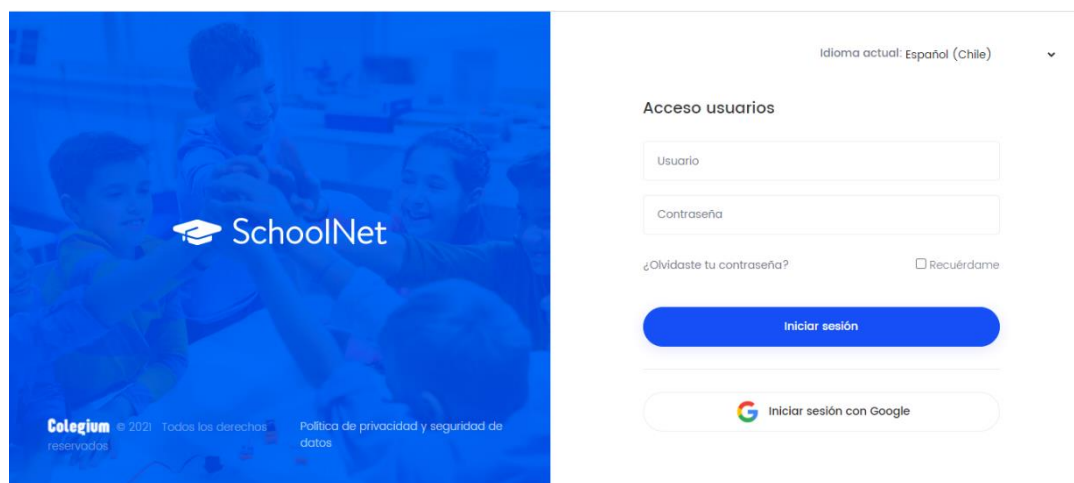 Idioma actual: Español (Chile)
Acceso usuarios
Usuario
Contraseña
¿Olvidaste tu contraseña? Recuérdame
Iniciar sesión
Iniciar sesión con Google
SchoolNet
Colegium © 2021 Todos los derechos
reservados
Política de privacidad y seguridad de
datos